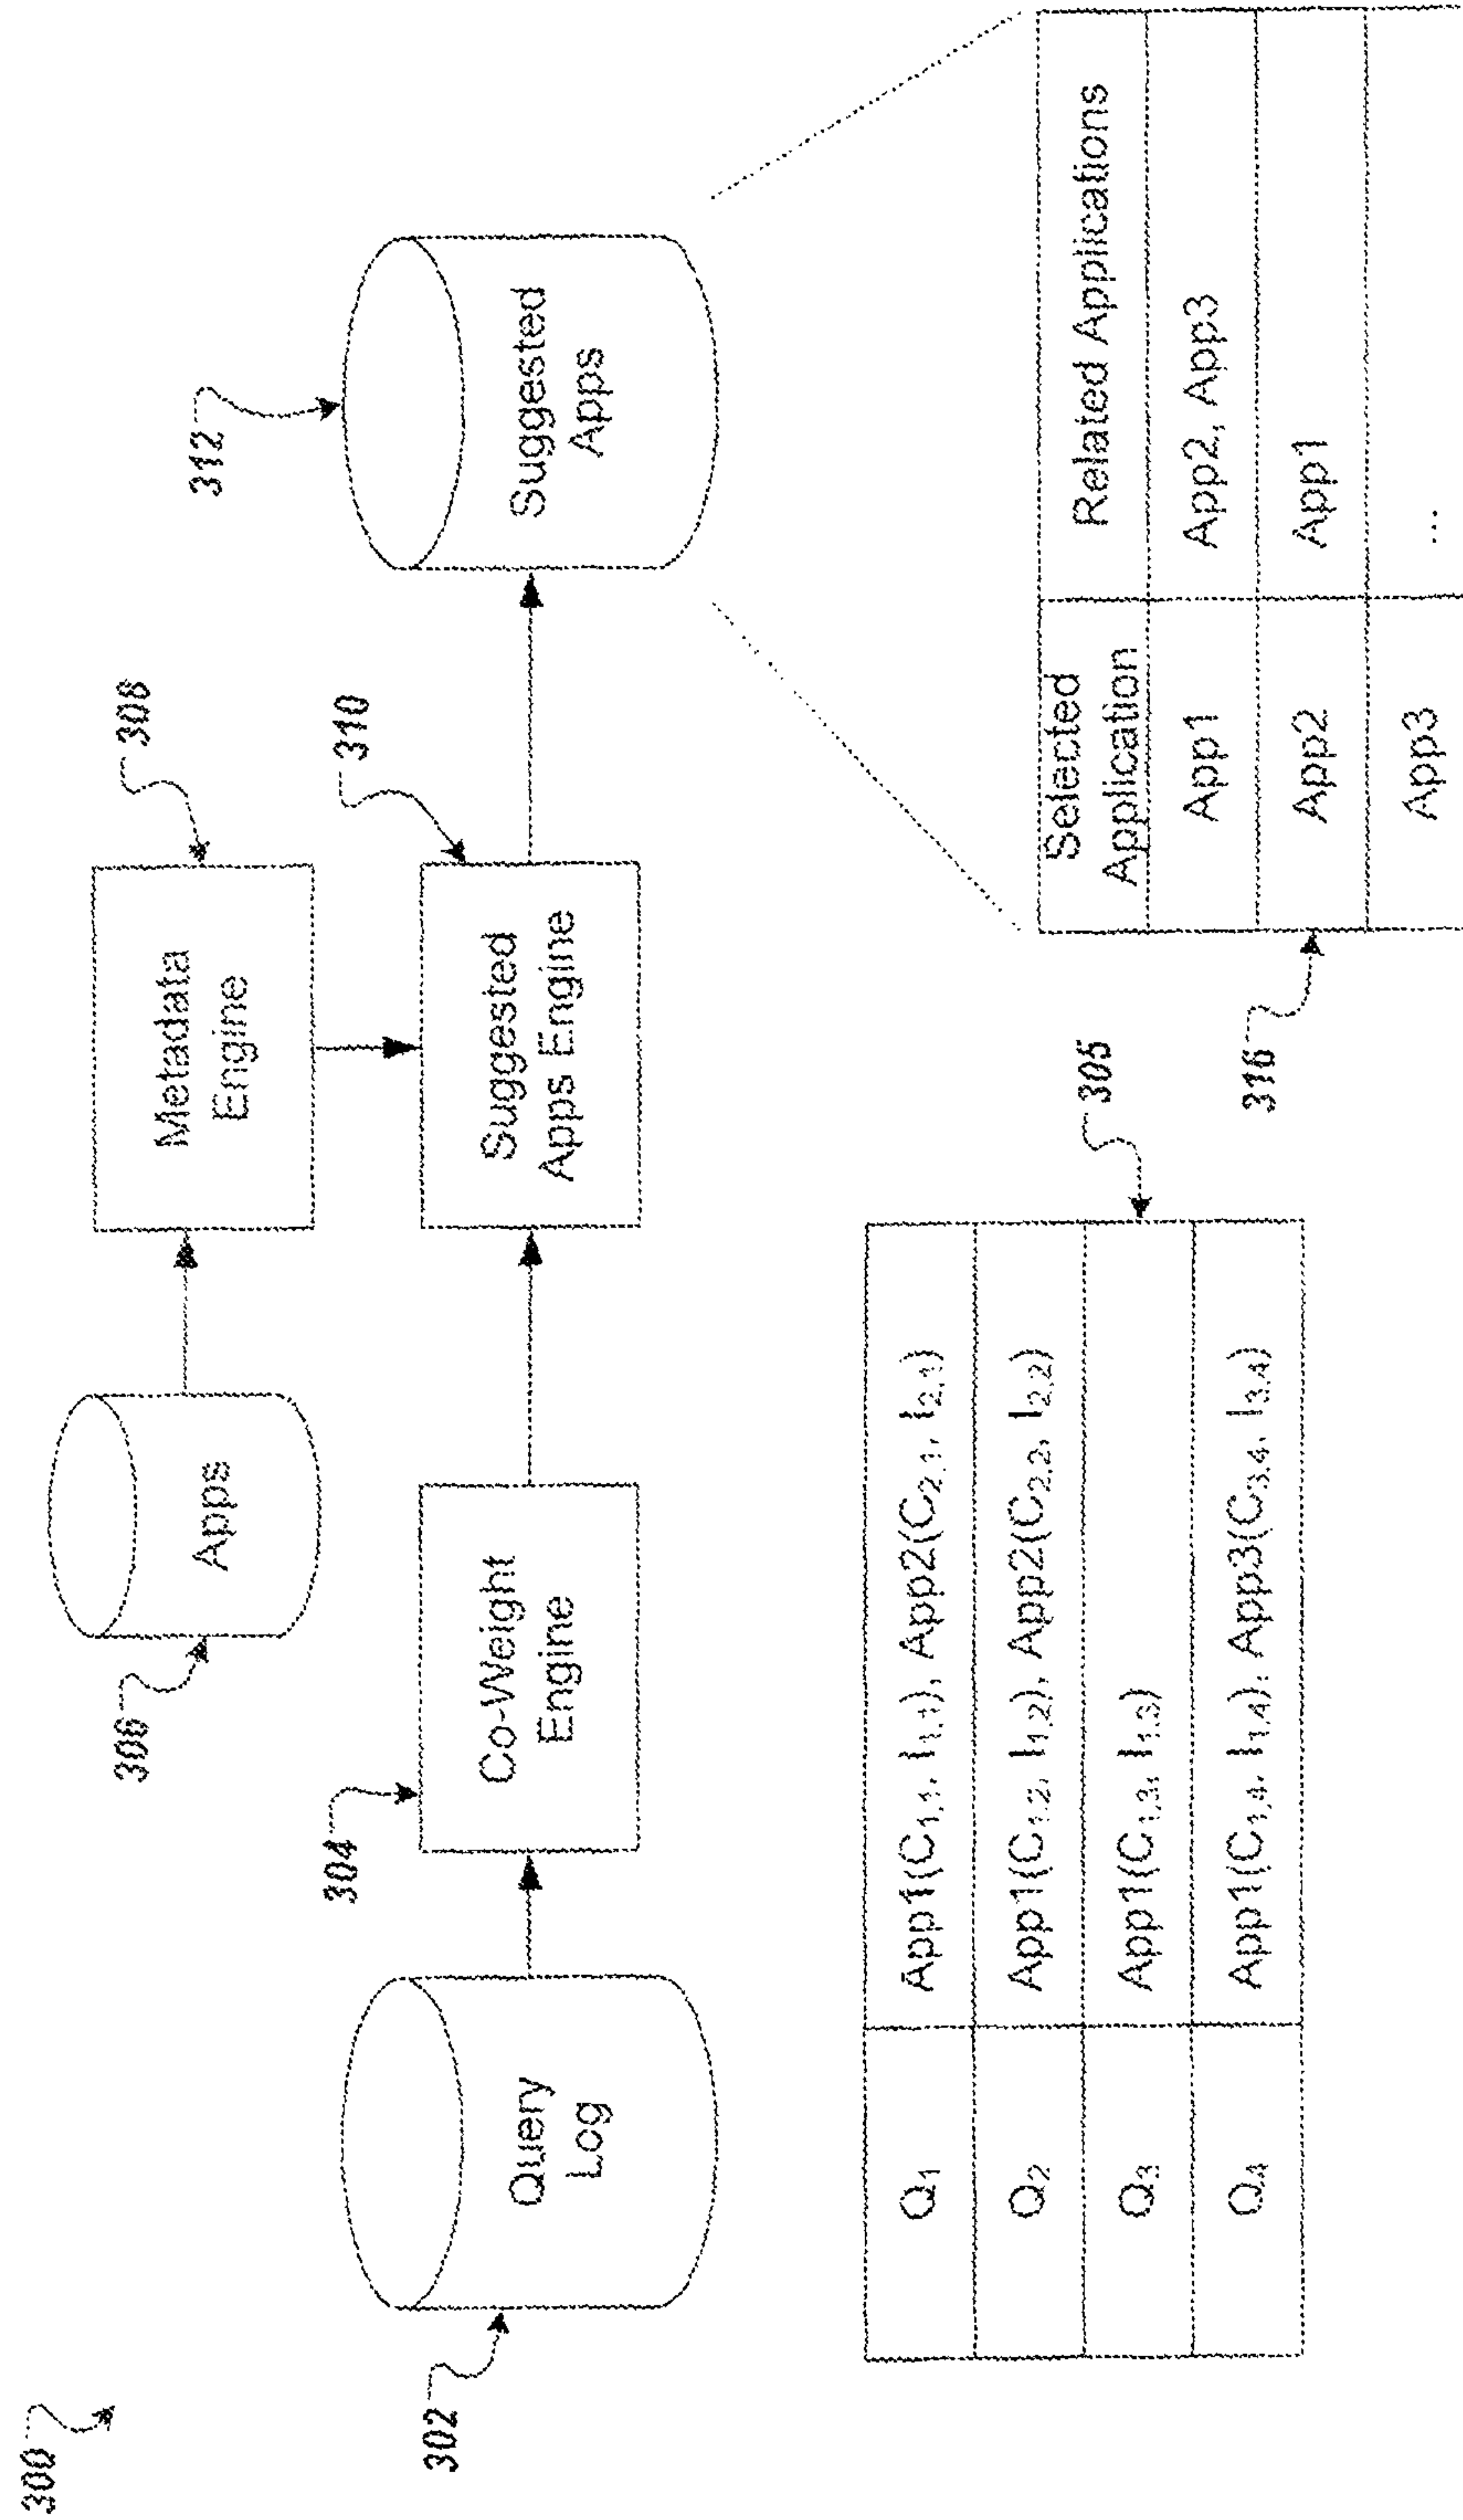 300
306
Apps
Metadata
Engine
308
302
Query
Log
304
Co-Weight
Engine
Suggested
Apps Engine
310
312
Suggested
Apps
305
Q1 App1(C1,1, I1,1), App2(C2,1, I2,1)
Q2 App1(C1,2, I1,2), App2(C2,2, I2,2)
Q3 App1(C1,3, I1,3)
Q4 App1(C1,4, I1,4), App3(C3,4, I3,4)
316
Selected
Application
Related Applications
App1 App2, App3
App2 App1
App3 ...